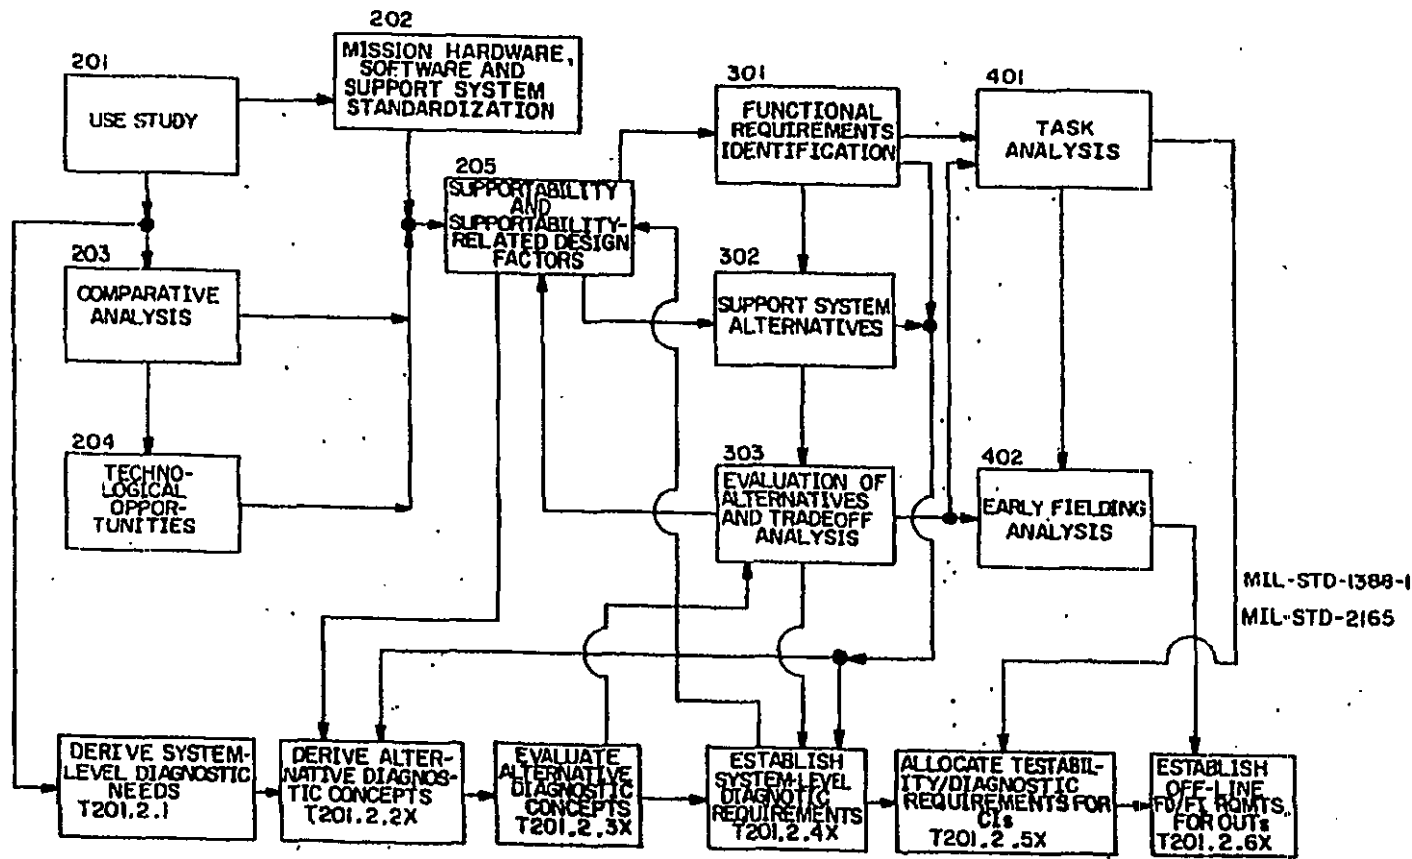 201
USE STUDY
202
MISSION HARDWARE,
SOFTWARE AND
SUPPORT SYSTEM
STANDARDIZATION
203
COMPARATIVE
ANALYSIS
204
TECHNO-
LOGICAL
OPPOR-
TUNITIES
205
SUPPORTABILITY
AND
SUPPORTABILITY-
RELATED DESIGN
FACTORS
301
FUNCTIONAL
REQUIREMENTS
IDENTIFICATION
302
SUPPORT SYSTEM
ALTERNATIVES
303
EVALUATION OF
ALTERNATIVES
AND TRADEOFF
ANALYSIS
401
TASK
ANALYSIS
402
EARLY FIELDING
ANALYSIS
MIL-STD-1388-1
MIL-STD-2165
DERIVE SYSTEM-
LEVEL DIAGNOSTIC
NEEDS
T201.2.1
DERIVE ALTER-
NATIVE DIAGNOS-
TIC CONCEPTS
T201.2.2X
EVALUATE
ALTERNATIVE
DIAGNOSTIC
CONCEPTS
T201.2.3X
ESTABLISH
SYSTEM-LEVEL
DIAGNOTIC
REQUIREMENTS
T201.2.4X
ALLOCATE TESTABIL-
ITY/DIAGNOSTIC
REQUIREMENTS FOR
CIs
T201.2.5X
ESTABLISH
OFF-LINE
FD/FI RQMTS.
FOR OUTs
T201.2.6X